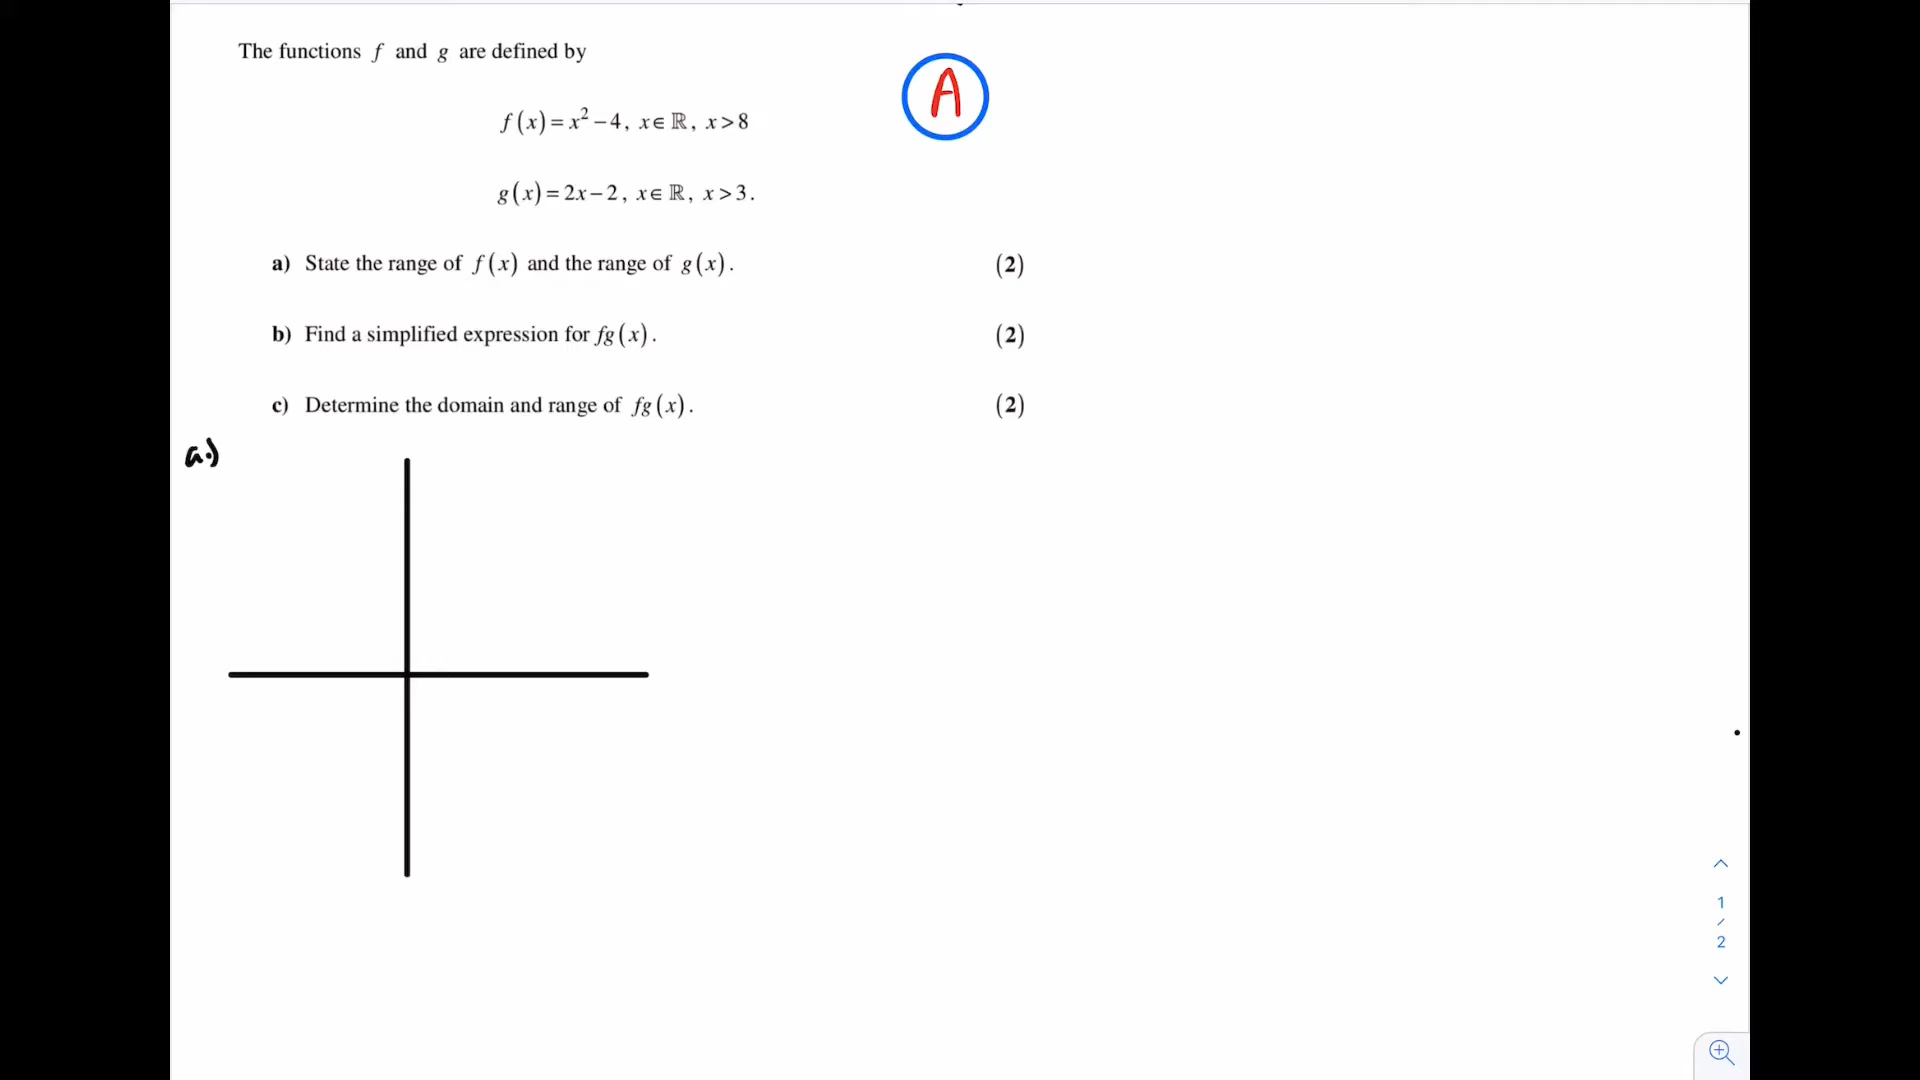 The functions f and g are defined by
A
f(x) = x² − 4, x ∈ ℝ, x > 8
g(x) = 2x − 2, x ∈ ℝ, x > 3.
a) State the range of f(x) and the range of g(x). (2)
b) Find a simplified expression for fg(x). (2)
c) Determine the domain and range of fg(x). (2)
a.)
1
/
2